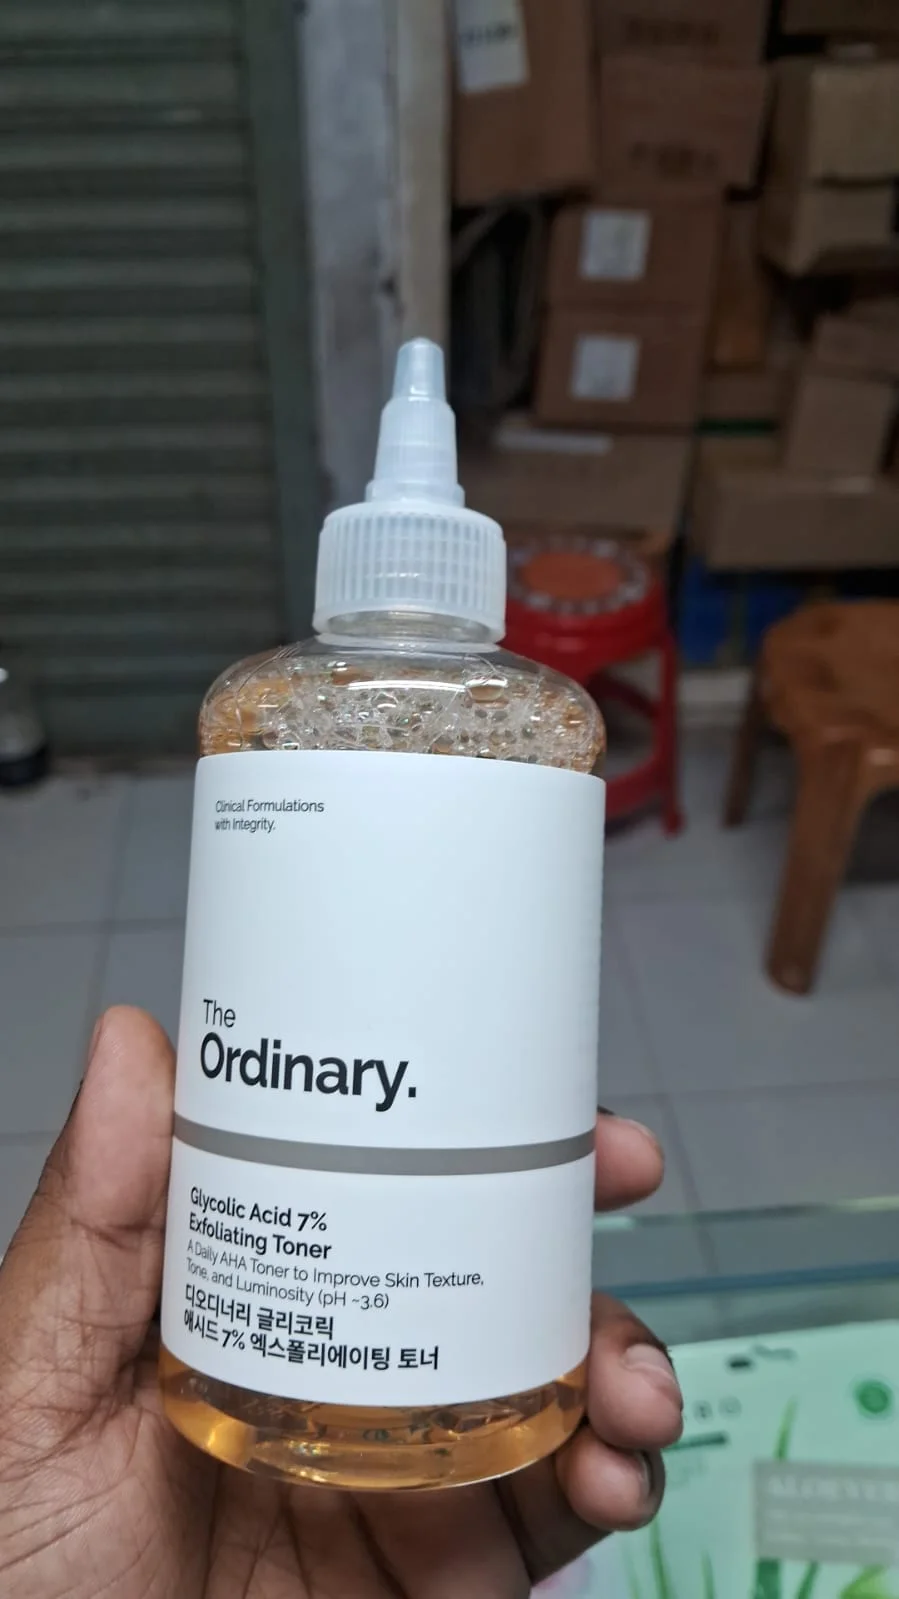 Clinical Formulations
with Integrity.
The
Ordinary.
Glycolic Acid 7%
Exfoliating Toner
A Daily AHA Toner to Improve Skin Texture,
Tone, and Luminosity (pH ~3.6)
디오디너리 글리코릭
애시드 7% 엑스폴리에이팅 토너